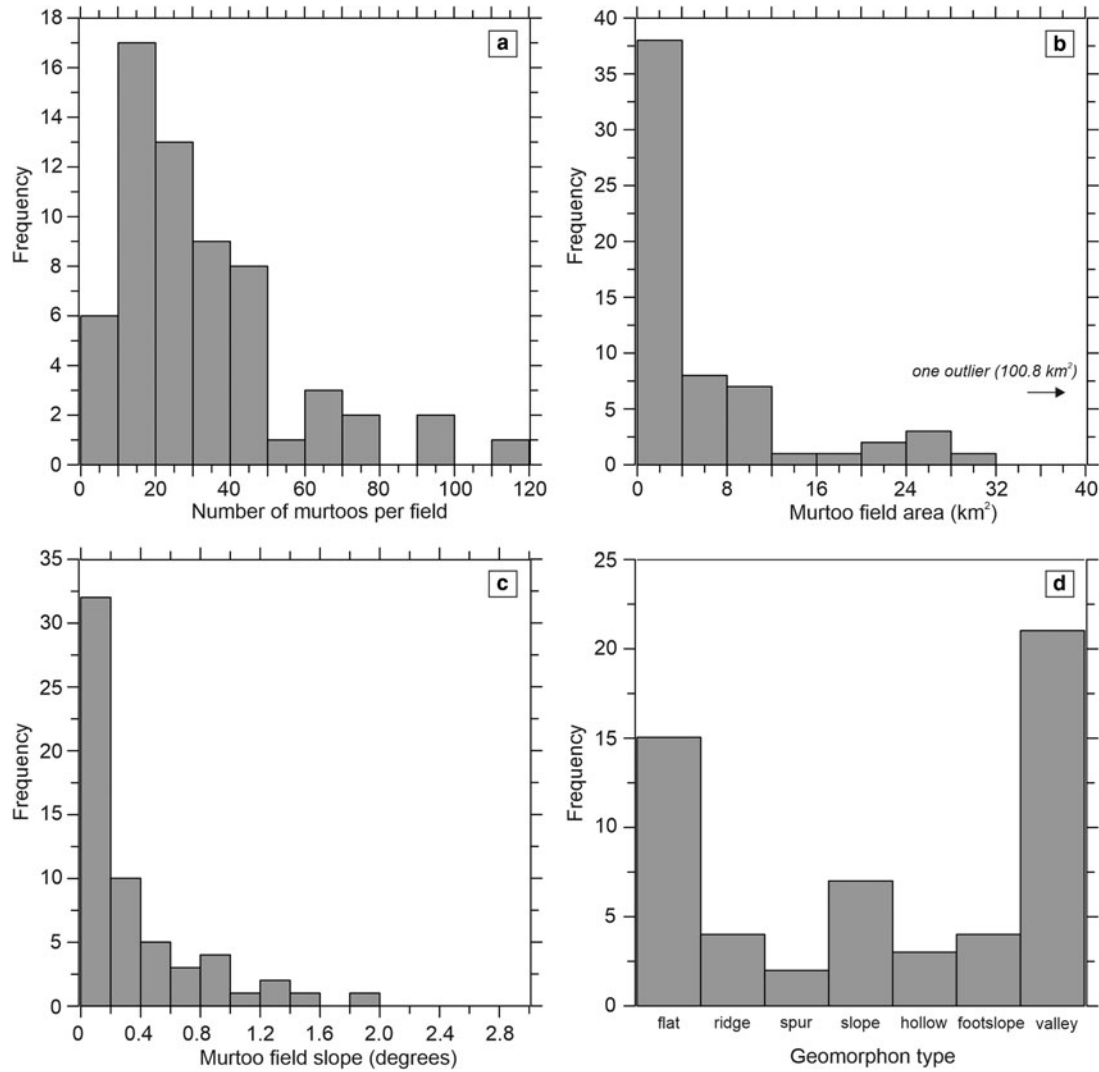 a
18
16
14
12
10
8
6
4
2
0
Frequency
0 20 40 60 80 100 120
Number of murtoos per field
b
40
35
30
25
20
15
10
5
0
Frequency
one outlier (100.8 km²)
0 8 16 24 32 40
Murtoo field area (km²)
c
35
30
25
20
15
10
5
0
Frequency
0 0.4 0.8 1.2 1.6 2.0 2.4 2.8
Murtoo field slope (degrees)
d
25
20
15
10
5
0
Frequency
flat ridge spur slope hollow footslope valley
Geomorphon type